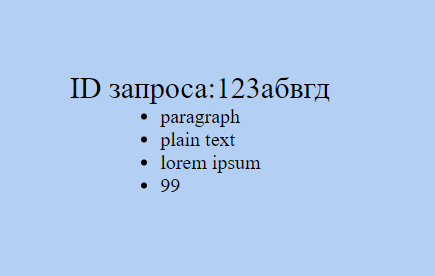 ID запроса:123абвгд
• paragraph
• plain text
• lorem ipsum
• 99